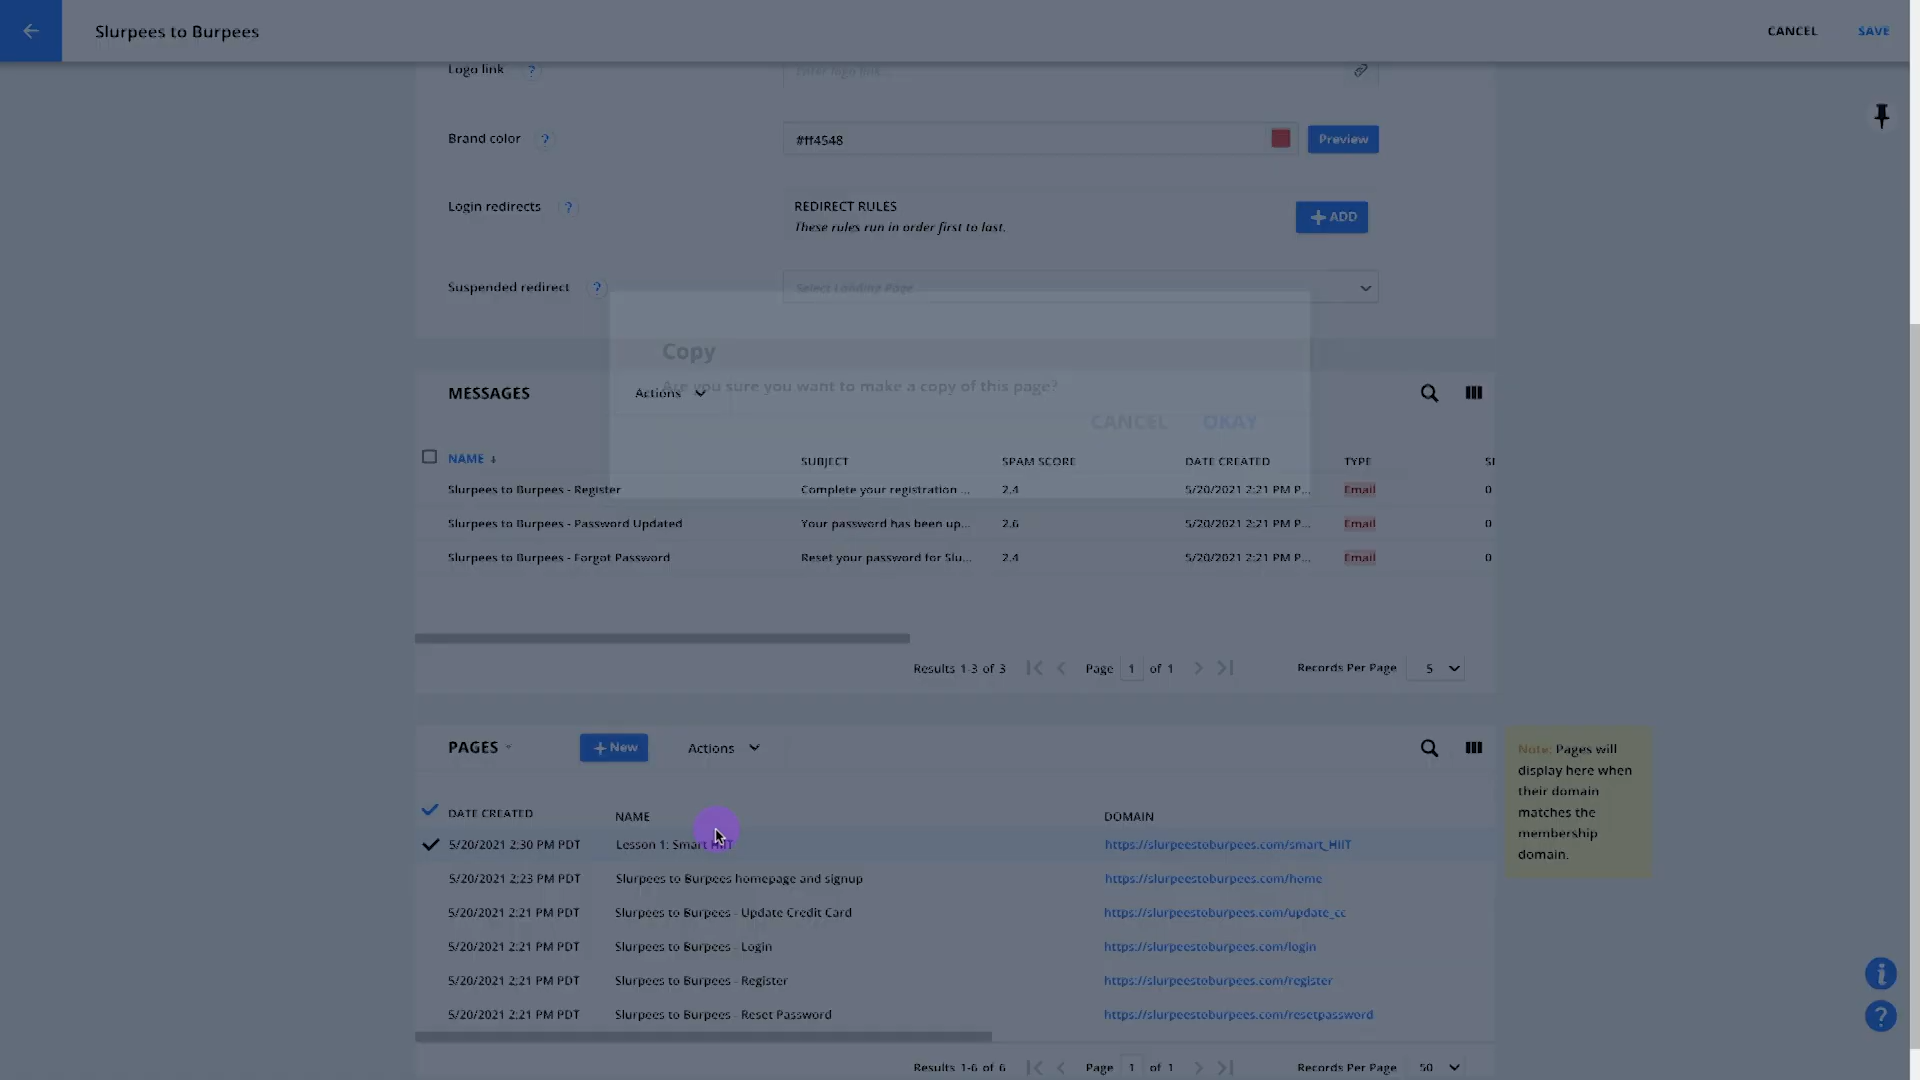 Slurpees to Burpees
CANCEL
SAVE
Logo link ?
Enter logo link...
Brand color ?
#ff4548
Preview
Login redirects ?
REDIRECT RULES
These rules run in order first to last.
+ ADD
Suspended redirect ?
Select Landing Page
Copy
Are you sure you want to make a copy of this page?
CANCEL
OKAY
MESSAGES
Actions
NAME
SUBJECT
SPAM SCORE
DATE CREATED
TYPE
Slurpees to Burpees - Register
Complete your registration ...
2.4
5/20/2021 2:21 PM P...
Email
0
Slurpees to Burpees - Password Updated
Your password has been up...
2.6
5/20/2021 2:21 PM P...
Email
0
Slurpees to Burpees - Forgot Password
Reset your password for Slu...
2.4
5/20/2021 2:21 PM P...
Email
0
Results 1-3 of 3
Page 1 of 1
Records Per Page 5
PAGES
+ New
Actions
Note: Pages will
display here when
their domain
matches the
membership
domain.
DATE CREATED
NAME
DOMAIN
5/20/2021 2:30 PM PDT
Lesson 1: Smart HIIT
https://slurpeestoburpees.com/smart_HIIT
5/20/2021 2:23 PM PDT
Slurpees to Burpees homepage and signup
https://slurpeestoburpees.com/home
5/20/2021 2:21 PM PDT
Slurpees to Burpees - Update Credit Card
https://slurpeestoburpees.com/update_cc
5/20/2021 2:21 PM PDT
Slurpees to Burpees - Login
https://slurpeestoburpees.com/login
5/20/2021 2:21 PM PDT
Slurpees to Burpees - Register
https://slurpeestoburpees.com/register
5/20/2021 2:21 PM PDT
Slurpees to Burpees - Reset Password
https://slurpeestoburpees.com/resetpassword
Results 1-6 of 6
Page 1 of 1
Records Per Page 50